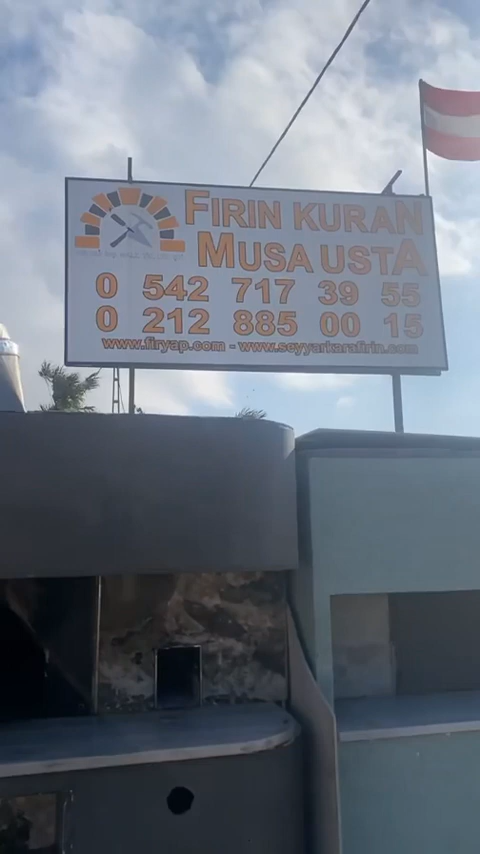 FIRIN KURAN
MUSA USTA
0 542 717 39 55
0 212 885 00 15
www.firyap.com - www.seyyarkarafirin.com